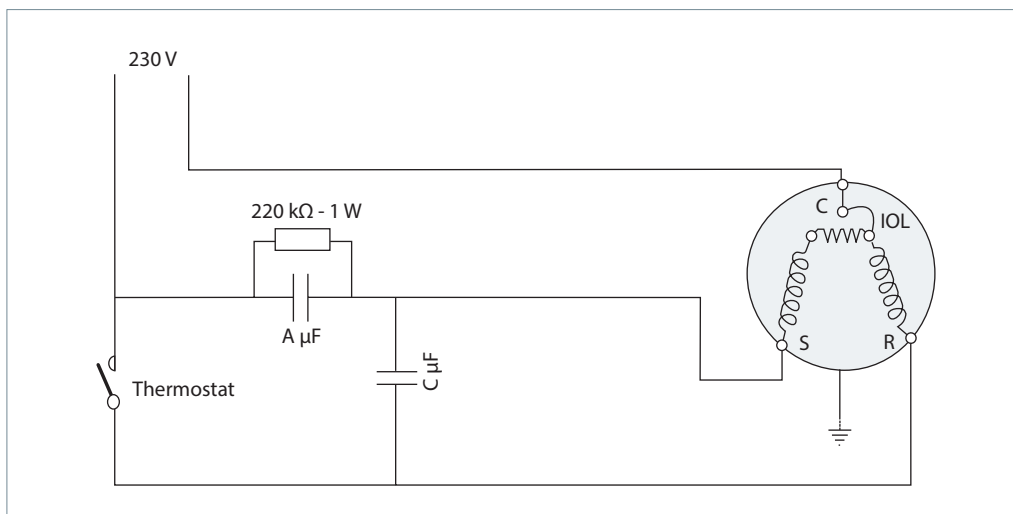 230 V
220 kΩ - 1 W
C
IOL
A µF
C µF
S
R
Thermostat